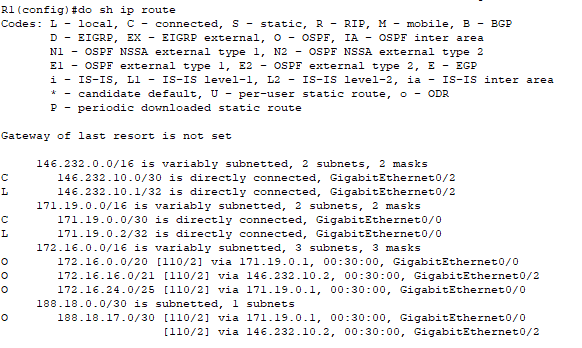 R1(config)#do sh ip route
Codes: L - local, C - connected, S - static, R - RIP, M - mobile, B - BGP
D - EIGRP, EX - EIGRP external, O - OSPF, IA - OSPF inter area
N1 - OSPF NSSA external type 1, N2 - OSPF NSSA external type 2
E1 - OSPF external type 1, E2 - OSPF external type 2, E - EGP
i - IS-IS, L1 - IS-IS level-1, L2 - IS-IS level-2, ia - IS-IS inter area
* - candidate default, U - per-user static route, o - ODR
P - periodic downloaded static route
Gateway of last resort is not set
146.232.0.0/16 is variably subnetted, 2 subnets, 2 masks
C 146.232.10.0/30 is directly connected, GigabitEthernet0/2
L 146.232.10.1/32 is directly connected, GigabitEthernet0/2
171.19.0.0/16 is variably subnetted, 2 subnets, 2 masks
C 171.19.0.0/30 is directly connected, GigabitEthernet0/0
L 171.19.0.2/32 is directly connected, GigabitEthernet0/0
172.16.0.0/16 is variably subnetted, 3 subnets, 3 masks
O 172.16.0.0/20 [110/2] via 171.19.0.1, 00:30:00, GigabitEthernet0/0
O 172.16.16.0/21 [110/2] via 146.232.10.2, 00:30:00, GigabitEthernet0/2
O 172.16.24.0/25 [110/2] via 171.19.0.1, 00:30:00, GigabitEthernet0/0
188.18.0.0/30 is subnetted, 1 subnets
O 188.18.17.0/30 [110/2] via 171.19.0.1, 00:30:00, GigabitEthernet0/0
[110/2] via 146.232.10.2, 00:30:00, GigabitEthernet0/2